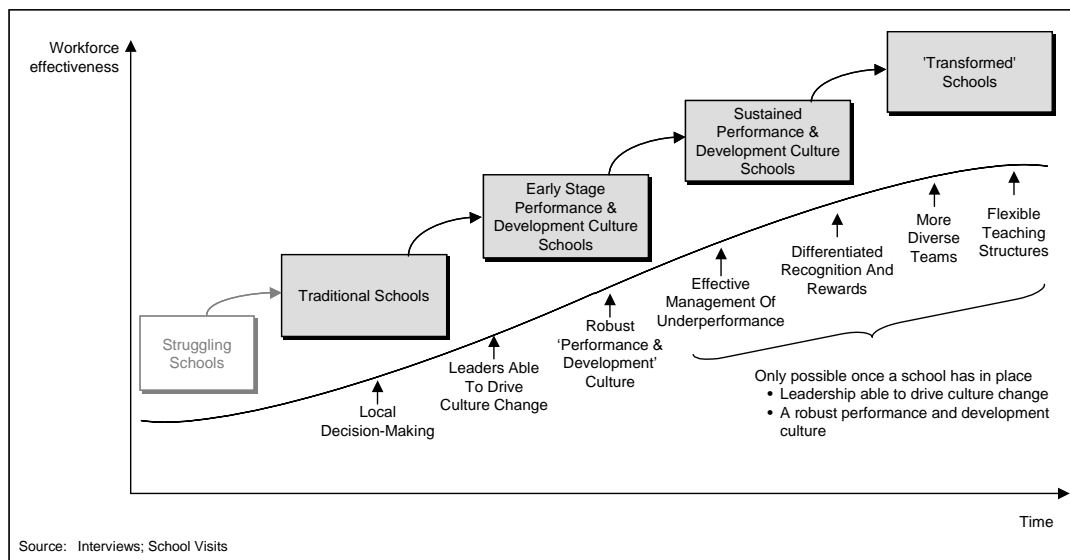 Workforce
effectiveness
'Transformed'
Schools
Sustained
Performance &
Development Culture
Schools
Early Stage
Performance &
Development Culture
Schools
Traditional Schools
Struggling
Schools
Local
Decision-Making
Leaders Able
To Drive
Culture Change
Robust
‘Performance &
Development’
Culture
Effective
Management Of
Underperformance
Differentiated
Recognition And
Rewards
More
Diverse
Teams
Flexible
Teaching
Structures
Only possible once a school has in place
• Leadership able to drive culture change
• A robust performance and development
culture
Time
Source: Interviews; School Visits